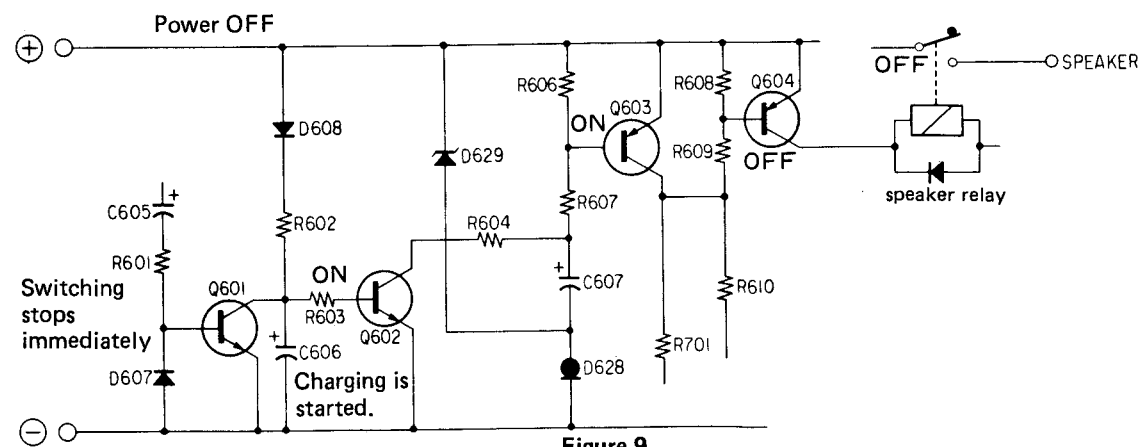 Power OFF
+
OFF
SPEAKER
R606
R608
Q604
Q603
ON
D608
D629
R609
OFF
speaker relay
C605
+
R602
R604
R607
R601
ON
+
C607
R610
Switching
stops
immediately
Q601
R603
Q602
+
C606
R701
D607
D628
Charging is
started.
-
Figure 9